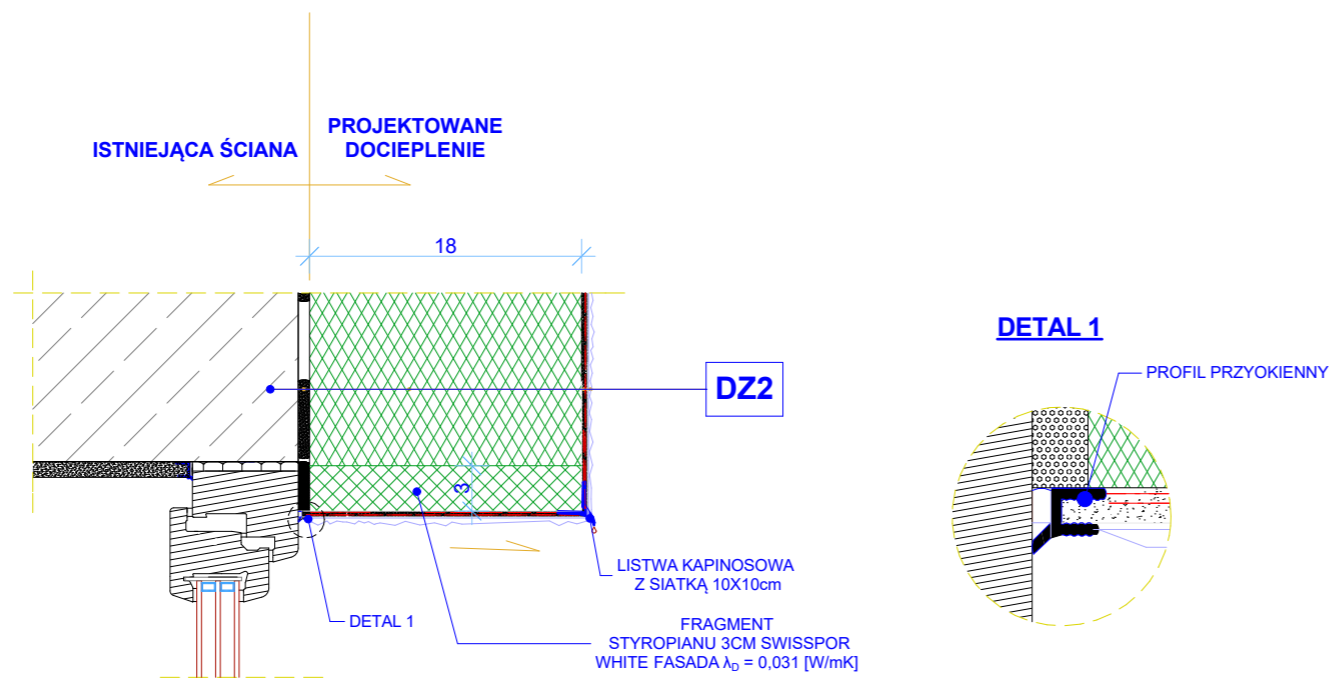 ISTNIEJĄCA ŚCIANA
PROJEKTOWANE
DOCIEPLENIE
18
DZ2
3
LISTWA KAPINOSOWA
Z SIATKĄ 10X10cm
DETAL 1
FRAGMENT
STYROPIANU 3CM SWISSPOR
WHITE FASADA λD = 0,031 [W/mK]
DETAL 1
PROFIL PRZYOKIENNY